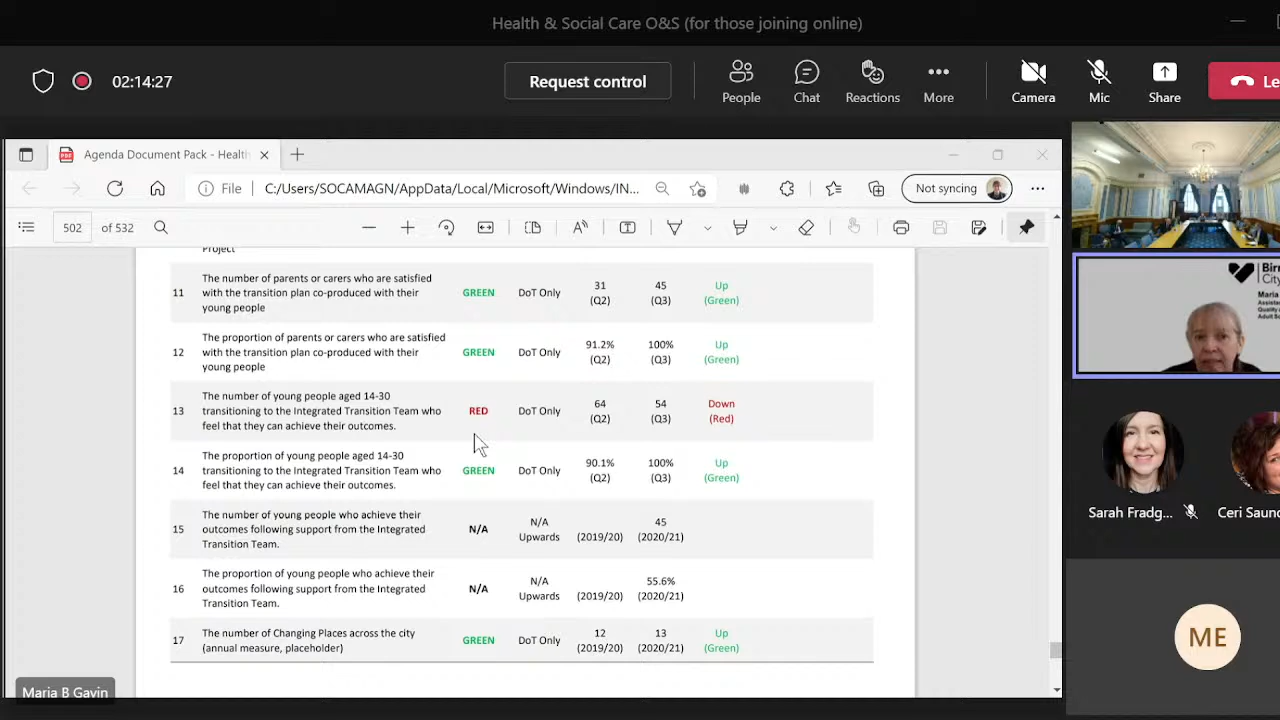 Health & Social Care O&S (for those joining online)
02:14:27
Request control
People
Chat
Reactions
More
Camera
Mic
Share
Le
Agenda Document Pack - Health
Birm
City
Maria
Assistan
Quality a
Adult So
File
C:/Users/SOCAMAGN/AppData/Local/Microsoft/Windows/IN...
Not syncing
502 of 532
Project
11 The number of parents or carers who are satisfied
with the transition plan co-produced with their
young people
GREEN DoT Only 31 (Q2) 45 (Q3) Up (Green)
12 The proportion of parents or carers who are satisfied
with the transition plan co-produced with their
young people
GREEN DoT Only 91.2% (Q2) 100% (Q3) Up (Green)
13 The number of young people aged 14-30
transitioning to the Integrated Transition Team who
feel that they can achieve their outcomes.
RED DoT Only 64 (Q2) 54 (Q3) Down (Red)
14 The proportion of young people aged 14-30
transitioning to the Integrated Transition Team who
feel that they can achieve their outcomes.
GREEN DoT Only 90.1% (Q2) 100% (Q3) Up (Green)
15 The number of young people who achieve their
outcomes following support from the Integrated
Transition Team.
N/A N/A Upwards (2019/20) 45 (2020/21)
16 The proportion of young people who achieve their
outcomes following support from the Integrated
Transition Team.
N/A N/A Upwards (2019/20) 55.6% (2020/21)
17 The number of Changing Places across the city
(annual measure, placeholder)
GREEN DoT Only 12 (2019/20) 13 (2020/21) Up (Green)
Sarah Fradg...
Ceri Saund
ME
Maria B Gavin